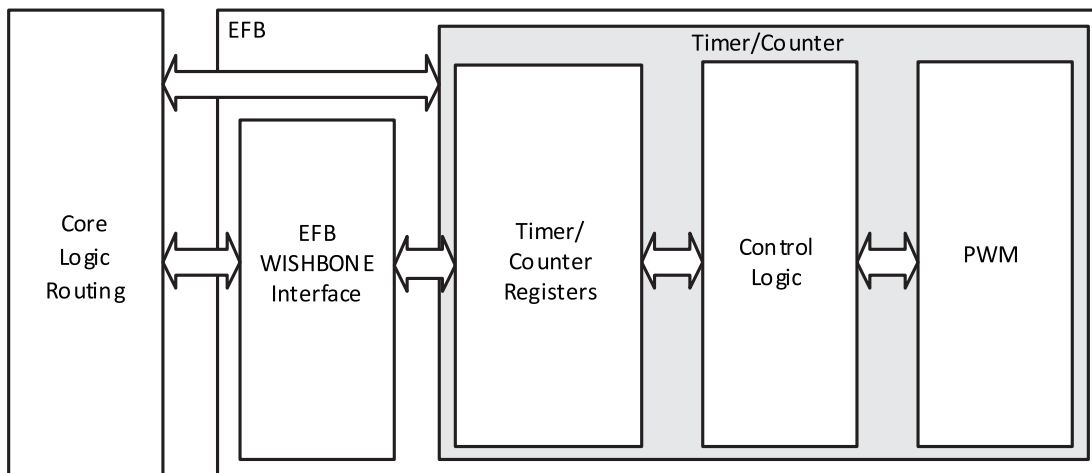 EFB
Timer/Counter
Core
Logic
Routing
EFB
WISHBONE
Interface
Timer/
Counter
Registers
Control
Logic
PWM